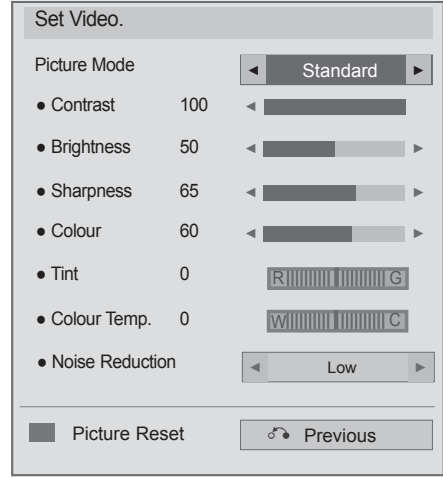 Set Video.
Picture Mode ◄ Standard ►
● Contrast 100 ◄
● Brightness 50 ◄ ►
● Sharpness 65 ◄ ►
● Colour 60 ◄ ►
● Tint 0 R G
● Colour Temp. 0 W C
● Noise Reduction ◄ Low ►
Picture Reset Previous